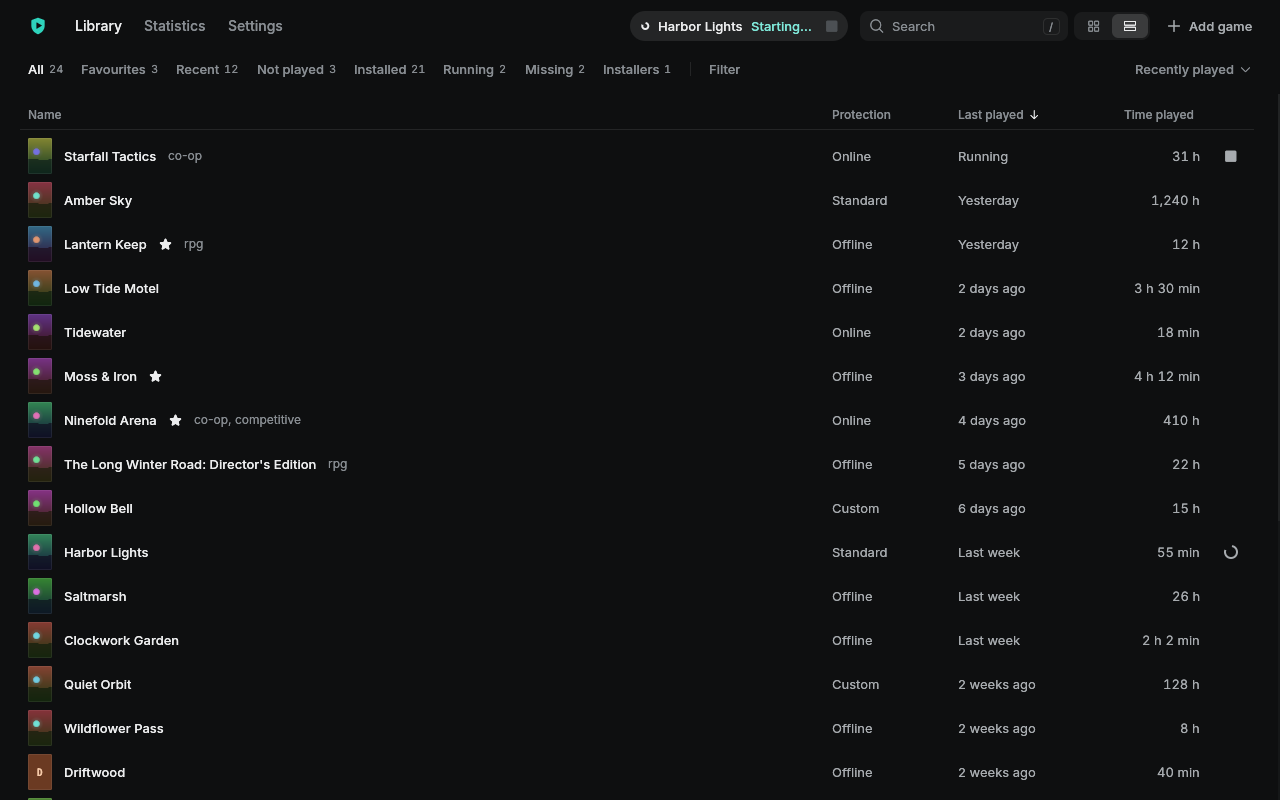 Library Statistics Settings Harbor Lights Starting... Search / Add game
All 24 Favourites 3 Recent 12 Not played 3 Installed 21 Running 2 Missing 2 Installers 1 Filter Recently played
Name Protection Last played Time played
Starfall Tactics co-op Online Running 31 h
Amber Sky Standard Yesterday 1,240 h
Lantern Keep rpg Offline Yesterday 12 h
Low Tide Motel Offline 2 days ago 3 h 30 min
Tidewater Online 2 days ago 18 min
Moss & Iron Offline 3 days ago 4 h 12 min
Ninefold Arena co-op, competitive Online 4 days ago 410 h
The Long Winter Road: Director's Edition rpg Offline 5 days ago 22 h
Hollow Bell Custom 6 days ago 15 h
Harbor Lights Standard Last week 55 min
Saltmarsh Offline Last week 26 h
Clockwork Garden Offline Last week 2 h 2 min
Quiet Orbit Custom 2 weeks ago 128 h
Wildflower Pass Offline 2 weeks ago 8 h
D Driftwood Offline 2 weeks ago 40 min